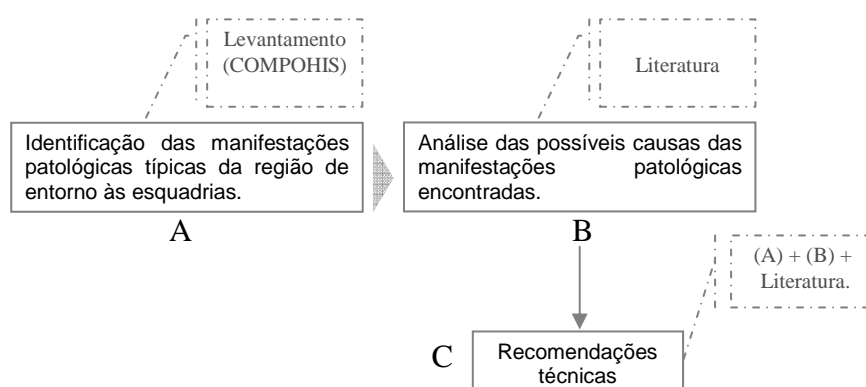 Levantamento
(COMPOHIS)
Literatura
Identificação das manifestações
patológicas típicas da região de
entorno às esquadrias.
Análise das possíveis causas das
manifestações patológicas
encontradas.
A
B
(A) + (B) +
Literatura.
C
Recomendações
técnicas